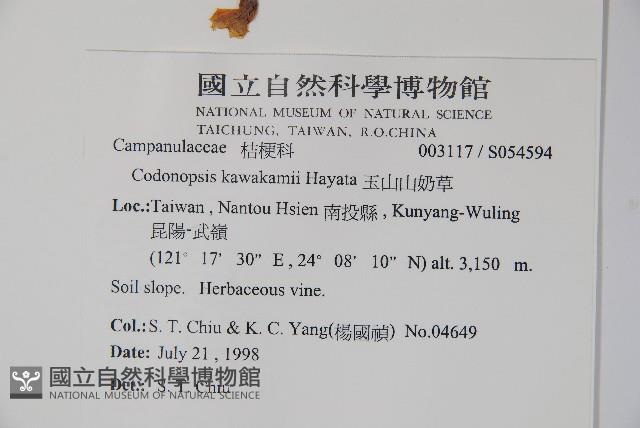 國立自然科學博物館
NATIONAL MUSEUM OF NATURAL SCIENCE
TAICHUNG, TAIWAN, R.O.CHINA
Campanulaceae 桔梗科 003117 / S054594
Codonopsis kawakamii Hayata 玉山山奶草
Loc.:Taiwan , Nantou Hsien 南投縣 , Kunyang-Wuling
昆陽-武嶺
(121° 17' 30" E , 24° 08' 10" N) alt. 3,150 m.
Soil slope. Herbaceous vine.
Col.:S. T. Chiu & K. C. Yang(楊國禎) No.04649
Date: July 21 , 1998
Det.: S. T. Chiu
國立自然科學博物館
NATIONAL MUSEUM OF NATURAL SCIENCE